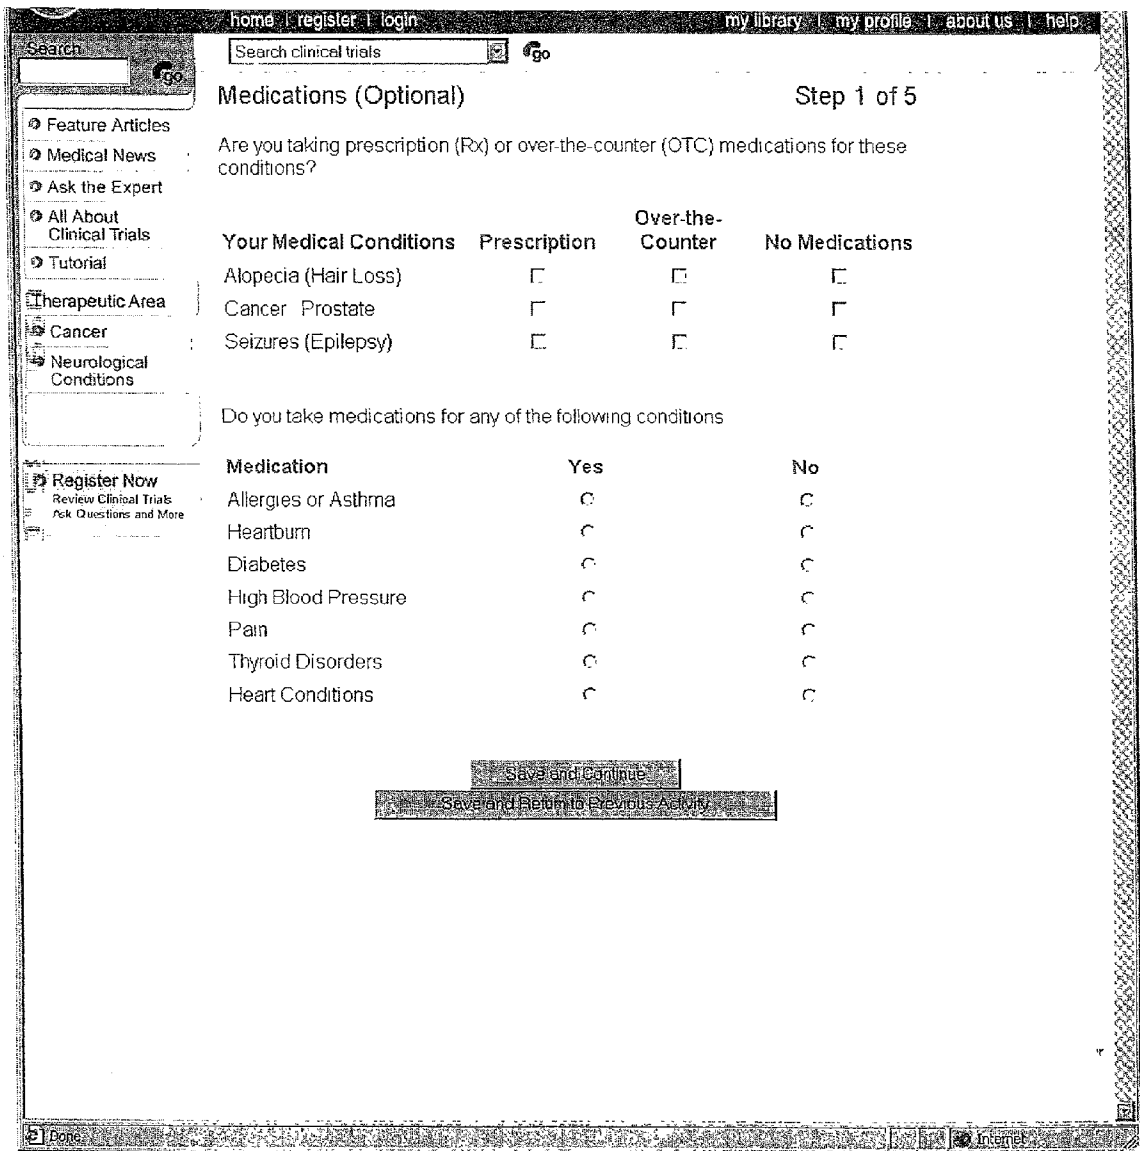 home | register | login my library | my profile | about us | help
Search
Search clinical trials go
go
Medications (Optional) Step 1 of 5
Feature Articles
Medical News
Ask the Expert
All About
Clinical Trials
Tutorial
Therapeutic Area
Cancer
Neurological
Conditions
Register Now
Review Clinical Trials
Ask Questions and More
Are you taking prescription (Rx) or over-the-counter (OTC) medications for these
conditions?
Over-the-
Your Medical Conditions Prescription Counter No Medications
Alopecia (Hair Loss)
Cancer Prostate
Seizures (Epilepsy)
Do you take medications for any of the following conditions
Medication Yes No
Allergies or Asthma
Heartburn
Diabetes
High Blood Pressure
Pain
Thyroid Disorders
Heart Conditions
Save and Continue
Save and Return to Previous Activity
Done Internet